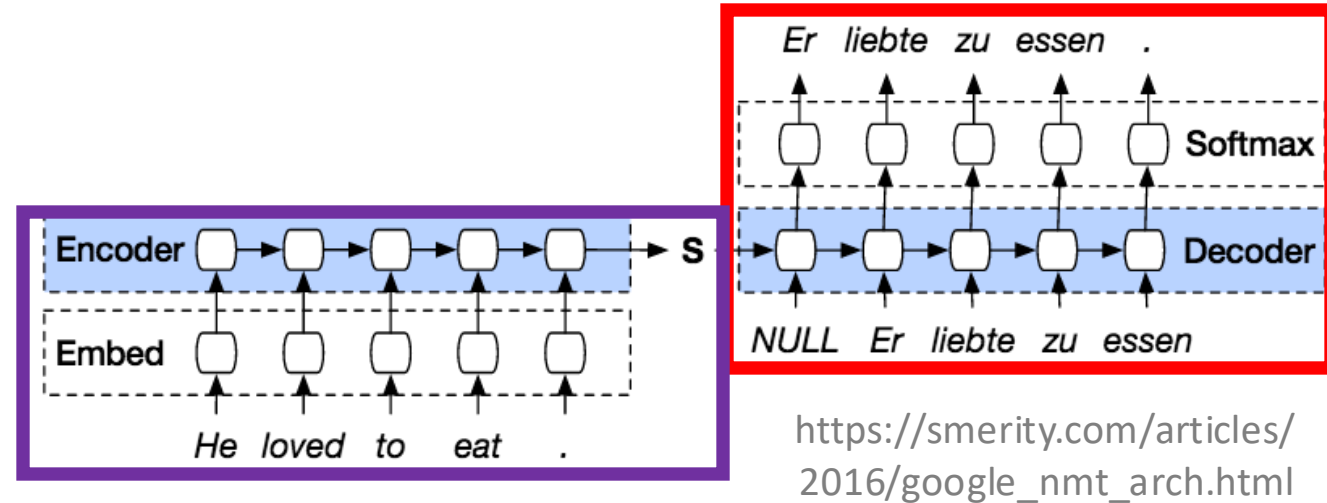 Er liebte zu essen .
Softmax
Encoder
S
Decoder
Embed
NULL Er liebte zu essen
He loved to eat .
https://smerity.com/articles/
2016/google_nmt_arch.html